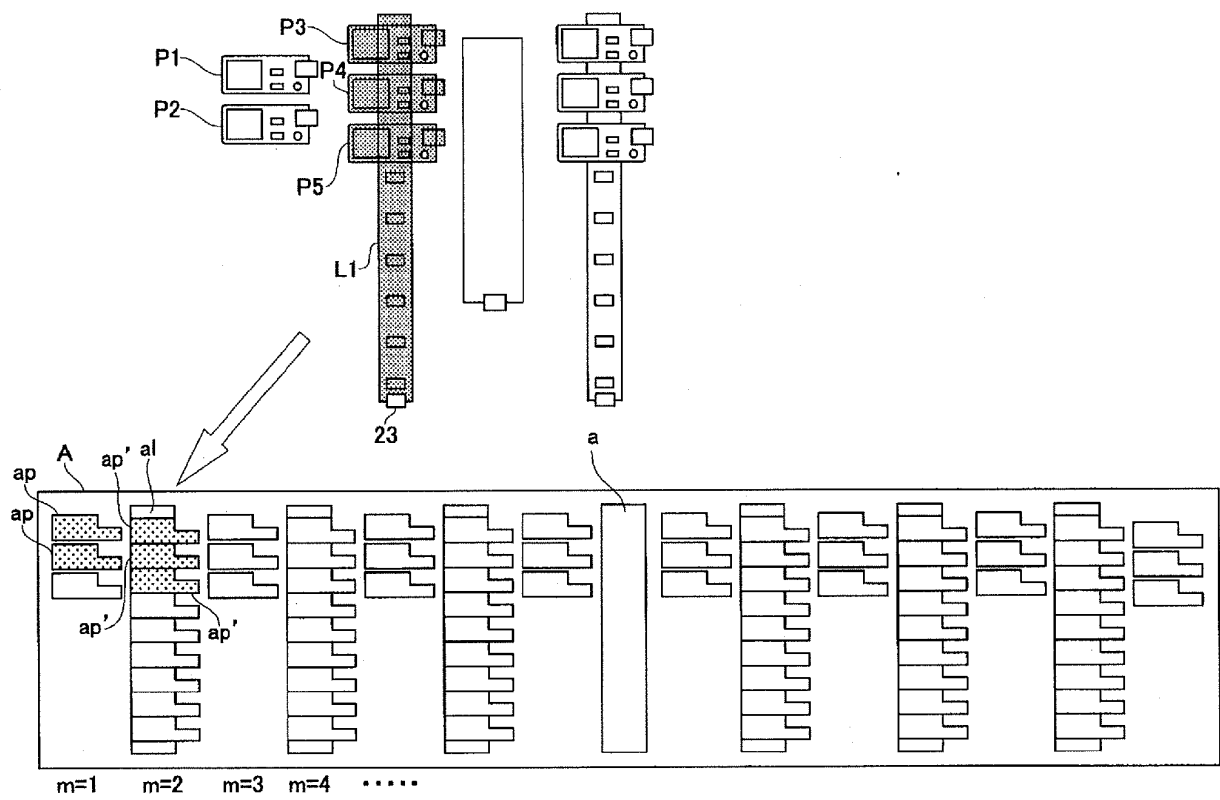 P3
P1
P4
P2
P5
L1
23
a
A
ap' al
ap
ap
ap'
ap'
m=1 m=2 m=3 m=4 ·····